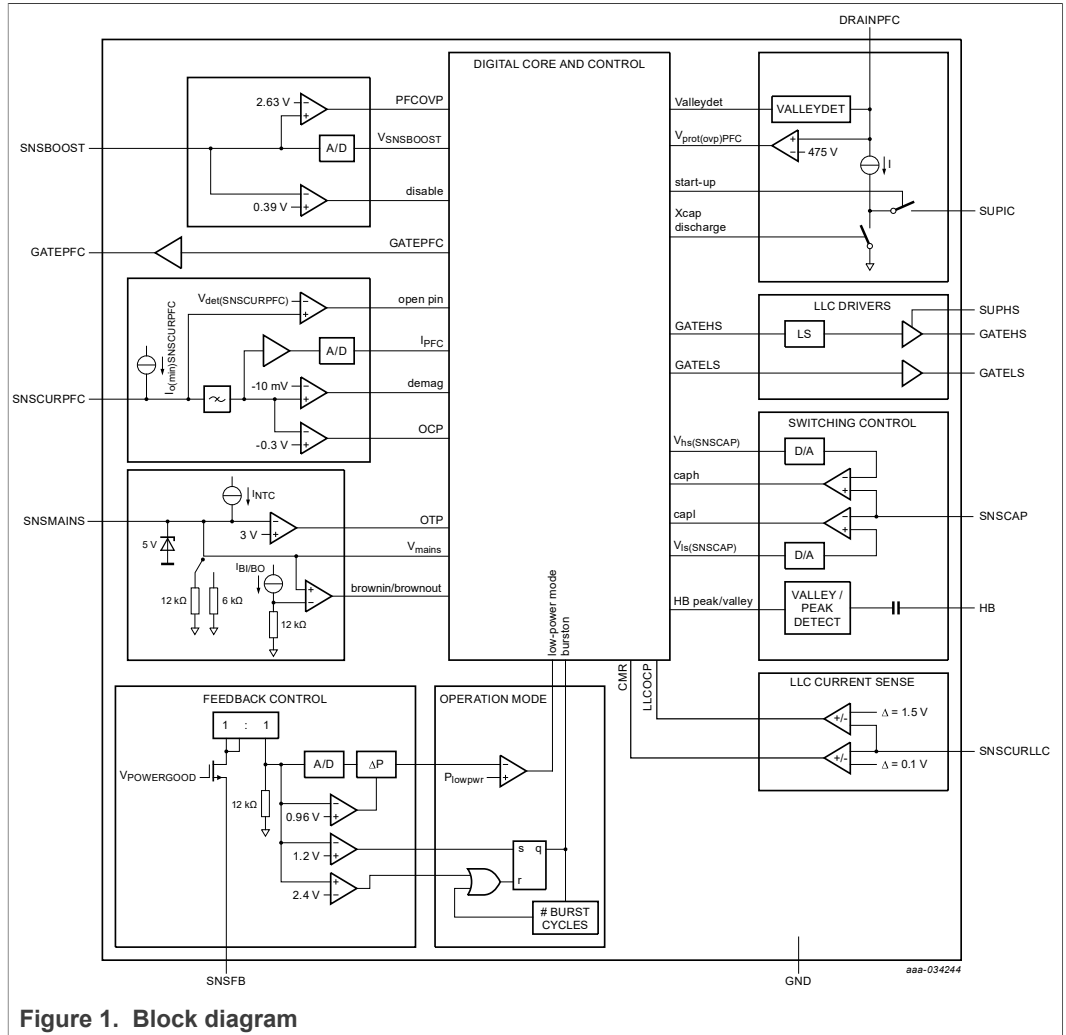 DRAINPFC
DIGITAL CORE AND CONTROL
SNSBOOST
2.63 V
PFCOVP
A/D
VSNSBOOST
0.39 V
disable
GATEPFC
GATEPFC
SNSCURPFC
Vdet(SNSCURPFC)
open pin
Io(min)SNSCURPFC
A/D
IPFC
-10 mV
demag
-0.3 V
OCP
SNSMAINS
INTC
3 V
OTP
5 V
Vmains
IBI/BO
brownin/brownout
12 kΩ
6 kΩ
12 kΩ
Valleydet
VALLEYDET
Vprot(ovp)PFC
475 V
I
start-up
SUPIC
Xcap
discharge
LLC DRIVERS
SUPHS
GATEHS
LS
GATEHS
GATELS
GATELS
SWITCHING CONTROL
Vhs(SNSCAP)
D/A
caph
capl
SNSCAP
Vls(SNSCAP)
D/A
HB peak/valley
VALLEY /
PEAK
DETECT
HB
low-power mode
burston
CMR
LLCOCP
LLC CURRENT SENSE
+/-
Δ = 1.5 V
SNSCURLLC
+/-
Δ = 0.1 V
FEEDBACK CONTROL
1 : 1
VPOWERGOOD
12 kΩ
A/D
ΔP
0.96 V
1.2 V
2.4 V
SNSFB
OPERATION MODE
Plowpwr
s q
r
# BURST
CYCLES
GND
aaa-034244
Figure 1. Block diagram